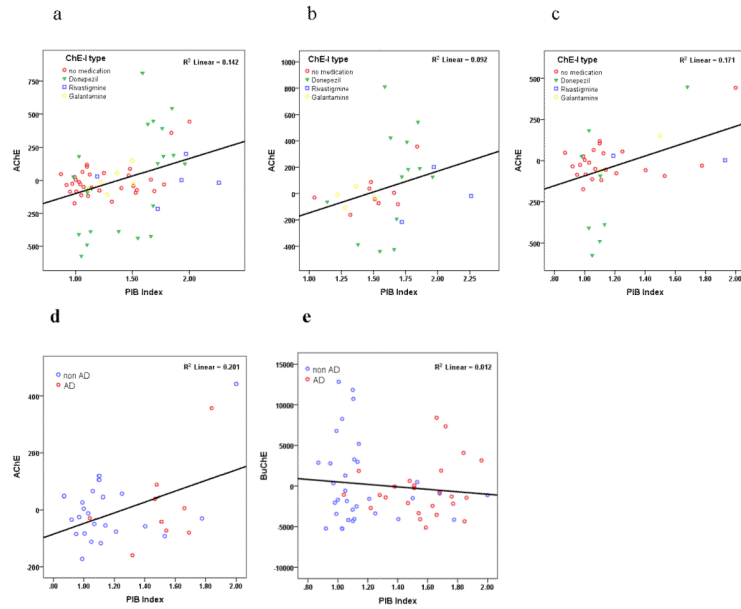 a
ChE-I type
R² Linear = 0.142
no medication
Donepezil
Rivastigmine
Galantamine
750
500
250
0
-250
-500
AChE
1.00
1.25
1.50
1.75
2.00
2.25
PIB Index
b
ChE-I type
R² Linear = 0.092
no medication
Donepezil
Rivastigmine
Galantamine
1000
800
600
400
200
0
-200
-400
-600
AChE
1.00
1.25
1.50
1.75
2.00
2.25
PIB Index
c
ChE-I type
R² Linear = 0.171
no medication
Donepezil
Rivastigmine
Galantamine
500
250
0
-250
-500
AChE
.80
1.00
1.20
1.40
1.60
1.80
2.00
PIB Index
d
non AD
AD
R² Linear = 0.201
400
200
0
-200
AChE
.80
1.00
1.20
1.40
1.60
1.80
2.00
PIB Index
e
non AD
AD
R² Linear = 0.012
15000
10000
5000
0
-5000
-10000
BuChE
.80
1.00
1.20
1.40
1.60
1.80
2.00
PIB Index